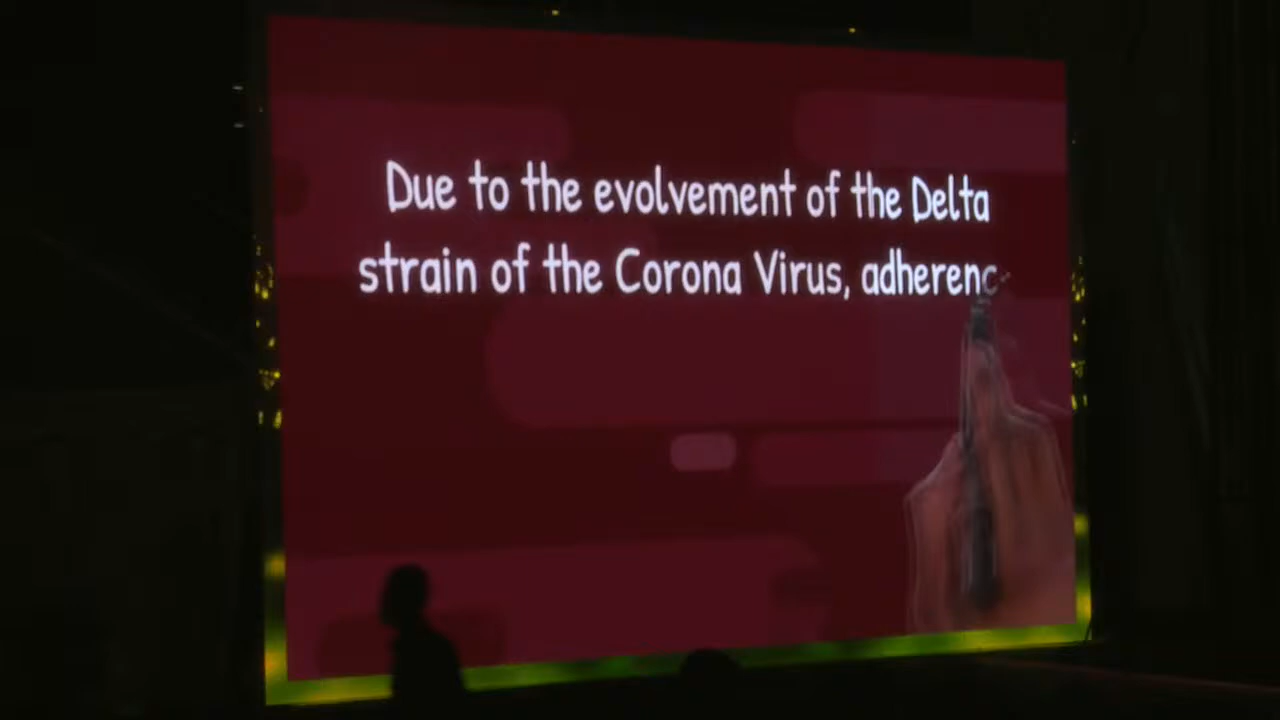 Due to the evolvement of the Delta
strain of the Corona Virus, adherenc